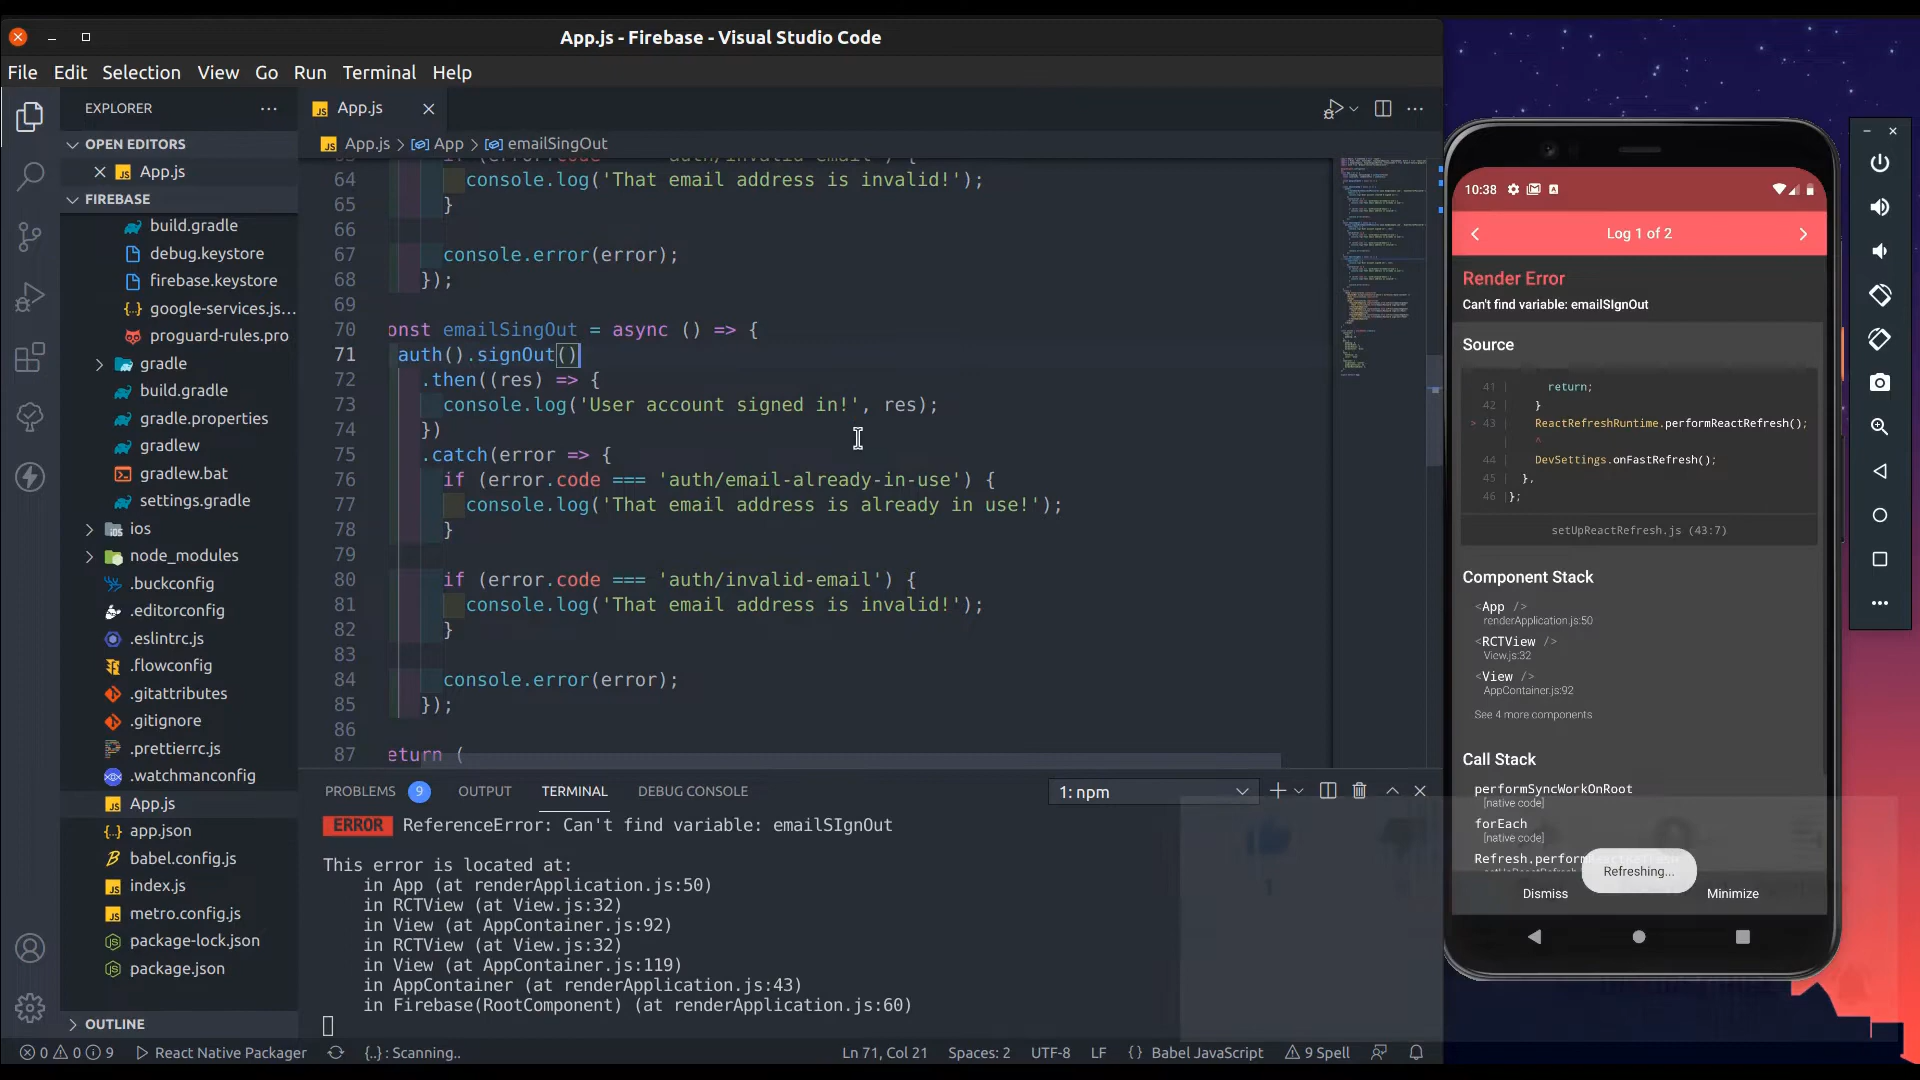 App.js - Firebase - Visual Studio Code
File Edit Selection View Go Run Terminal Help
EXPLORER
OPEN EDITORS
App.js
FIREBASE
build.gradle
debug.keystore
firebase.keystore
google-services.js...
proguard-rules.pro
gradle
build.gradle
gradle.properties
gradlew
gradlew.bat
settings.gradle
ios
node_modules
.buckconfig
.editorconfig
.eslintrc.js
.flowconfig
.gitattributes
.gitignore
.prettierrc.js
.watchmanconfig
App.js
app.json
babel.config.js
index.js
metro.config.js
package-lock.json
package.json
OUTLINE
App.js
App.js > App > emailSingOut
64 console.log('That email address is invalid!');
65 }
66
67 console.error(error);
68 });
69
70 onst emailSingOut = async () => {
71 auth().signOut()
72 .then((res) => {
73 console.log('User account signed in!', res);
74 })
75 .catch(error => {
76 if (error.code === 'auth/email-already-in-use') {
77 console.log('That email address is already in use!');
78 }
79
80 if (error.code === 'auth/invalid-email') {
81 console.log('That email address is invalid!');
82 }
83
84 console.error(error);
85 });
86
87 eturn (
PROBLEMS 9 OUTPUT TERMINAL DEBUG CONSOLE 1: npm
ERROR ReferenceError: Can't find variable: emailSIgnOut
This error is located at:
in App (at renderApplication.js:50)
in RCTView (at View.js:32)
in View (at AppContainer.js:92)
in RCTView (at View.js:32)
in View (at AppContainer.js:119)
in AppContainer (at renderApplication.js:43)
in Firebase(RootComponent) (at renderApplication.js:60)
0 0 9 React Native Packager {..} : Scanning.. Ln 71, Col 21 Spaces: 2 UTF-8 LF {} Babel JavaScript 9 Spell
10:38
Log 1 of 2
Render Error
Can't find variable: emailSIgnOut
Source
41 | return;
42 | }
> 43 | ReactRefreshRuntime.performReactRefresh();
| ^
44 | DevSettings.onFastRefresh();
45 | },
46 | };
setUpReactRefresh.js (43:7)
Component Stack
<App />
renderApplication.js:50
<RCTView />
View.js:32
<View />
AppContainer.js:92
See 4 more components
Call Stack
performSyncWorkOnRoot
[native code]
forEach
[native code]
Refreshing...
Dismiss Minimize